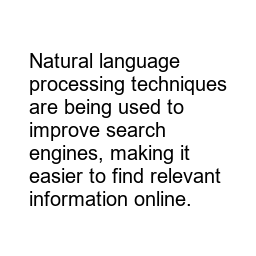 Natural language
processing techniques
are being used to
improve search
engines, making it
easier to find relevant
information online.